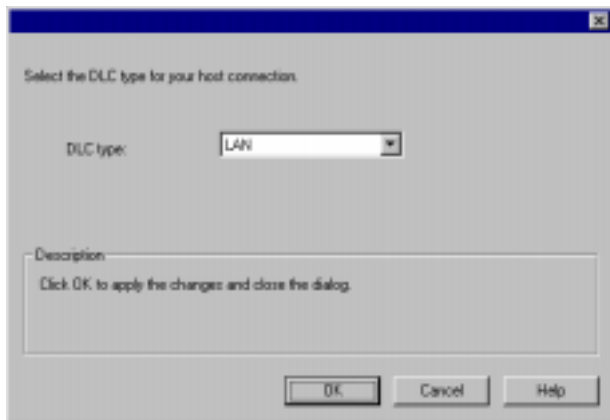 Select the DLC type for your host connection.
DLC type:
LAN
Description
Click OK to apply the changes and close the dialog.
OK
Cancel
Help